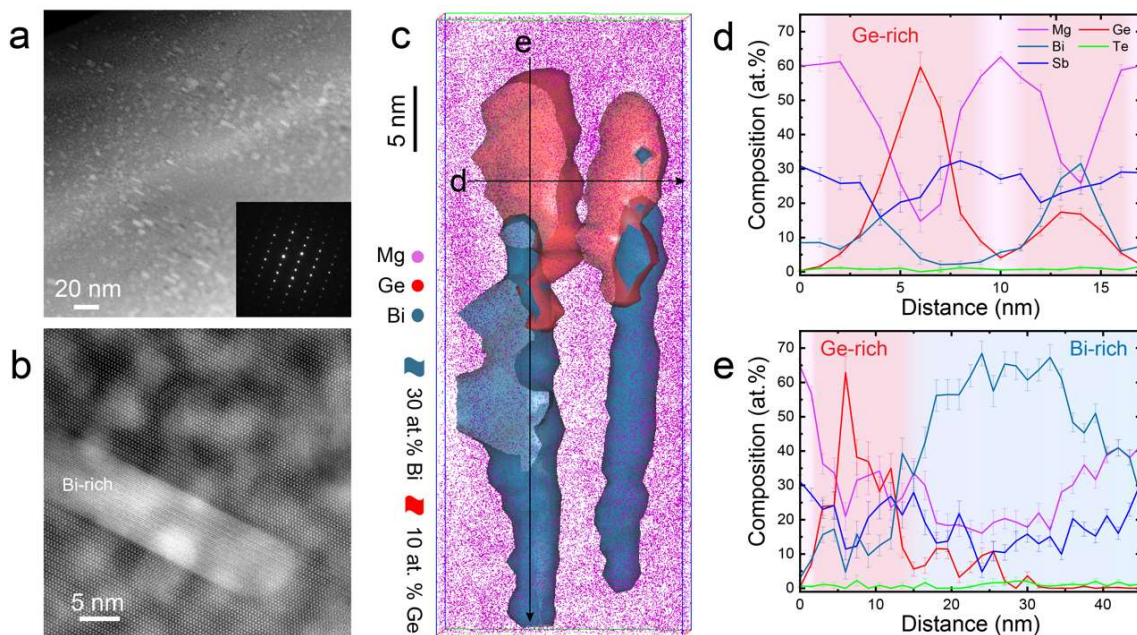 a
20 nm
b
Bi-rich
5 nm
c
5 nm
e
d
Mg
Ge
Bi
30 at.% Bi
10 at. % Ge
d
Ge-rich
Mg
Ge
Bi
Te
Sb
Composition (at.%)
70
60
50
40
30
20
10
0
0
5
10
15
Distance (nm)
e
Ge-rich
Bi-rich
Composition (at.%)
70
60
50
40
30
20
10
0
0
10
20
30
40
Distance (nm)